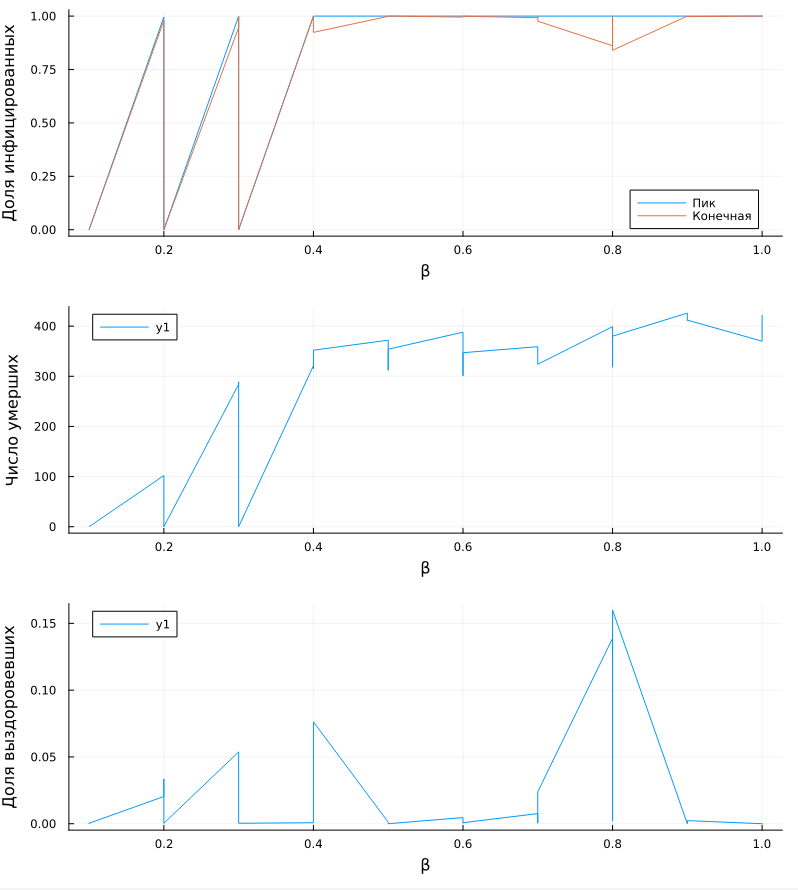 Доля инфицированных
1.00
0.75
0.50
0.25
0.00
Пик
Конечная
0.2 0.4 0.6 0.8 1.0
β
Число умерших
y1
400
300
200
100
0
0.2 0.4 0.6 0.8 1.0
β
Доля выздоровевших
y1
0.15
0.10
0.05
0.00
0.2 0.4 0.6 0.8 1.0
β